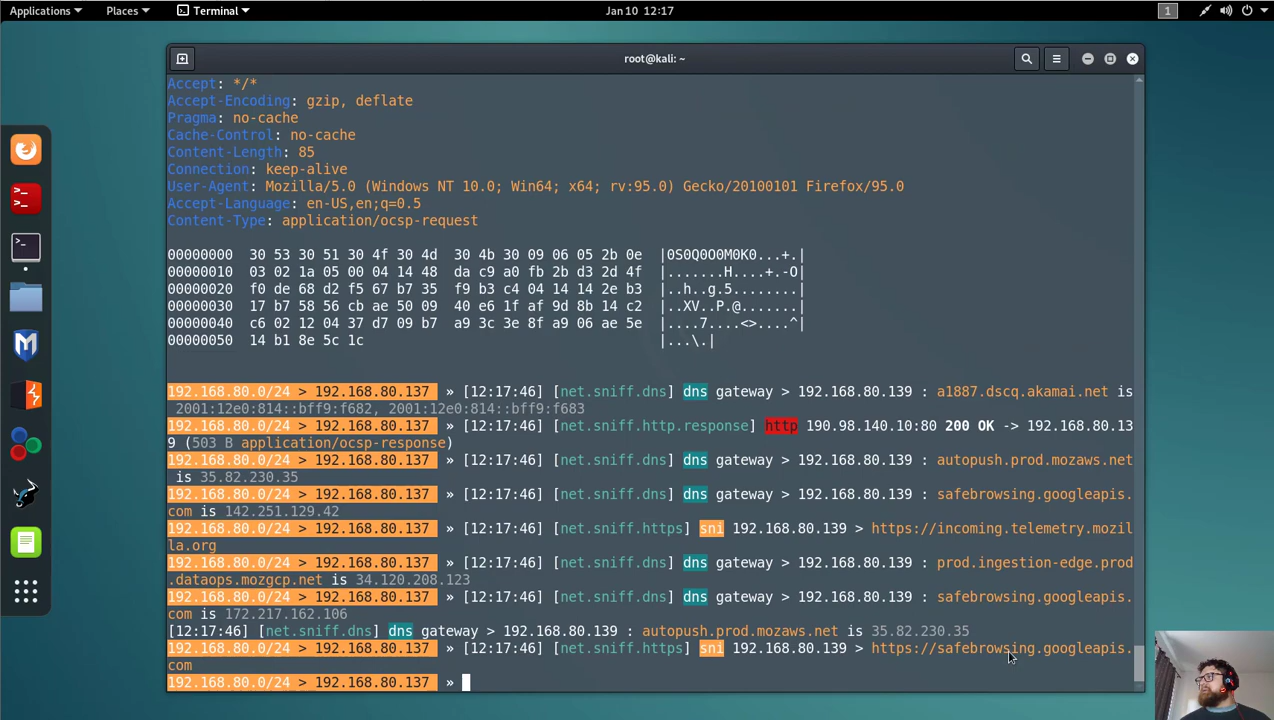 Applications Places Terminal Jan 10 12:17 1
root@kali: ~
Accept: */*
Accept-Encoding: gzip, deflate
Pragma: no-cache
Cache-Control: no-cache
Content-Length: 85
Connection: keep-alive
User-Agent: Mozilla/5.0 (Windows NT 10.0; Win64; x64; rv:95.0) Gecko/20100101 Firefox/95.0
Accept-Language: en-US,en;q=0.5
Content-Type: application/ocsp-request
00000000  30 53 30 51 30 4f 30 4d  30 4b 30 09 06 05 2b 0e  |0S0Q0O0M0K0...+.|
00000010  03 02 1a 05 00 04 14 48  da c9 a0 fb 2b d3 2d 4f  |.......H....+.-O|
00000020  f0 de 68 d2 f5 67 b7 35  f9 b3 c4 04 14 14 2e b3  |..h..g.5........|
00000030  17 b7 58 56 cb ae 50 09  40 e6 1f af 9d 8b 14 c2  |..XV..P.@.......|
00000040  c6 02 12 04 37 d7 09 b7  a9 3c 3e 8f a9 06 ae 5e  |....7....<>....^|
00000050  14 b1 8e 5c 1c  |...\.|
192.168.80.0/24 > 192.168.80.137 » [12:17:46] [net.sniff.dns] dns gateway > 192.168.80.139 : a1887.dscq.akamai.net is
2001:12e0:814::bff9:f682, 2001:12e0:814::bff9:f683
192.168.80.0/24 > 192.168.80.137 » [12:17:46] [net.sniff.http.response] http 190.98.140.10:80 200 OK -> 192.168.80.13
9 (503 B application/ocsp-response)
192.168.80.0/24 > 192.168.80.137 » [12:17:46] [net.sniff.dns] dns gateway > 192.168.80.139 : autopush.prod.mozaws.net
is 35.82.230.35
192.168.80.0/24 > 192.168.80.137 » [12:17:46] [net.sniff.dns] dns gateway > 192.168.80.139 : safebrowsing.googleapis.
com is 142.251.129.42
192.168.80.0/24 > 192.168.80.137 » [12:17:46] [net.sniff.https] sni 192.168.80.139 > https://incoming.telemetry.mozil
la.org
192.168.80.0/24 > 192.168.80.137 » [12:17:46] [net.sniff.dns] dns gateway > 192.168.80.139 : prod.ingestion-edge.prod
.dataops.mozgcp.net is 34.120.208.123
192.168.80.0/24 > 192.168.80.137 » [12:17:46] [net.sniff.dns] dns gateway > 192.168.80.139 : safebrowsing.googleapis.
com is 172.217.162.106
[12:17:46] [net.sniff.dns] dns gateway > 192.168.80.139 : autopush.prod.mozaws.net is 35.82.230.35
192.168.80.0/24 > 192.168.80.137 » [12:17:46] [net.sniff.https] sni 192.168.80.139 > https://safebrowsing.googleapis.
com
192.168.80.0/24 > 192.168.80.137 »